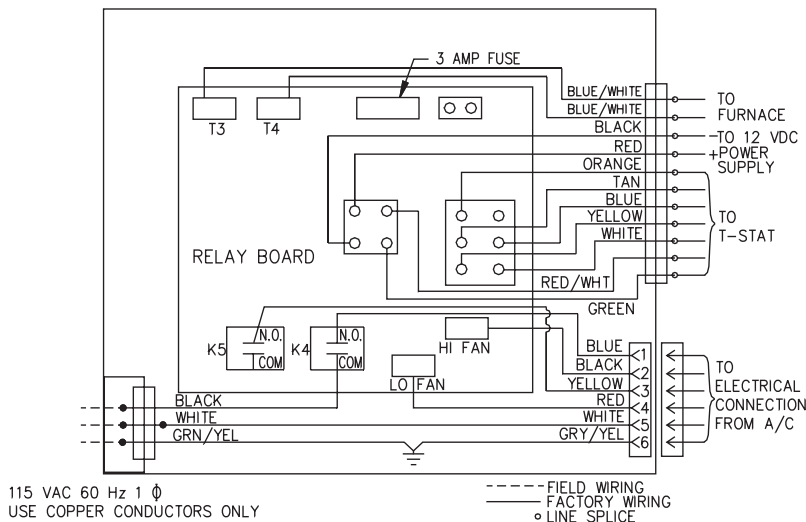 3 AMP FUSE
T3
T4
BLUE/WHITE
BLUE/WHITE
BLACK
RED
ORANGE
TAN
BLUE
YELLOW
WHITE
RED/WHT
GREEN
TO
FURNACE
-TO 12 VDC
+POWER
SUPPLY
TO
T-STAT
RELAY BOARD
K5
N.O.
COM
K4
N.O.
COM
HI FAN
LO FAN
BLUE
BLACK
YELLOW
RED
WHITE
GRY/YEL
1
2
3
4
5
6
TO
ELECTRICAL
CONNECTION
FROM A/C
BLACK
WHITE
GRN/YEL
115 VAC 60 Hz 1 Φ
USE COPPER CONDUCTORS ONLY
FIELD WIRING
FACTORY WIRING
LINE SPLICE